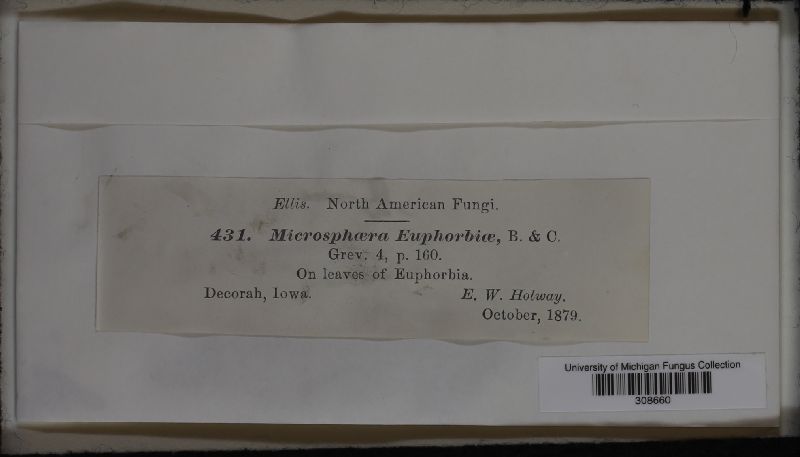 Ellis. North American Fungi.
431. Microsphæra Euphorbiæ, B. & C.
Grev. 4, p. 160.
On leaves of Euphorbia.
Decorah, Iowa. E. W. Holway.
October, 1879.
University of Michigan Fungus Collection
308660